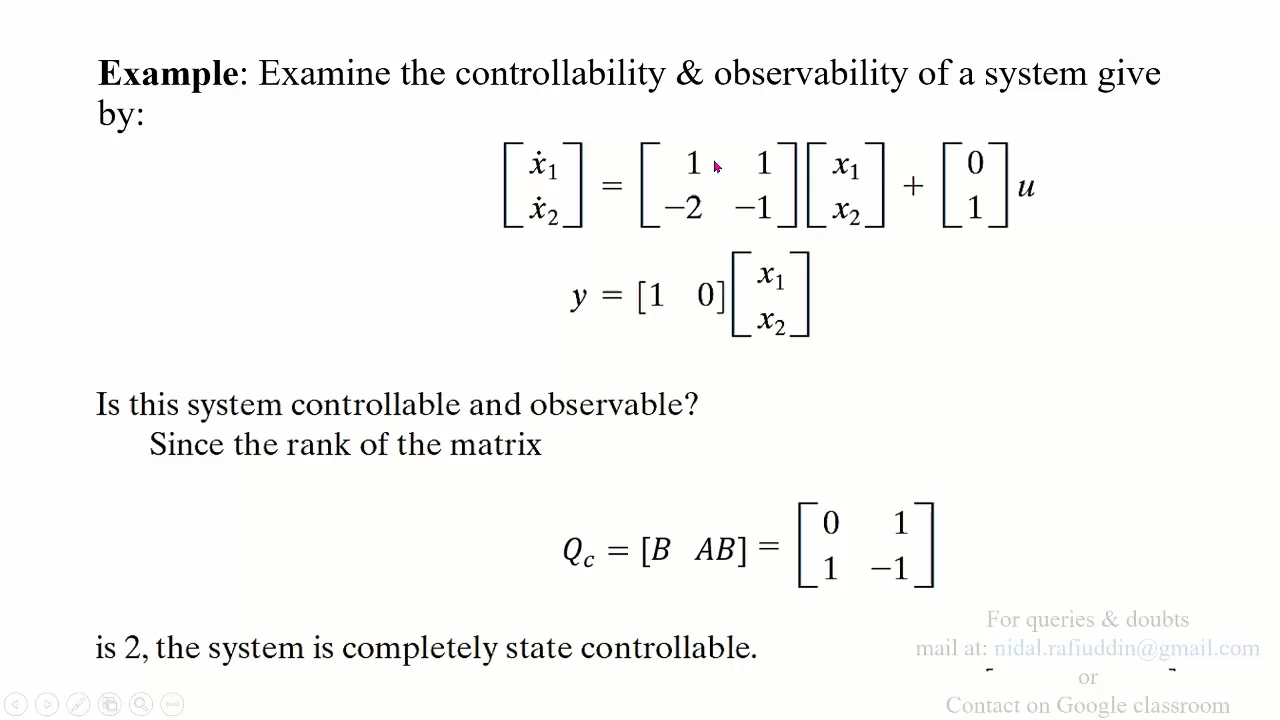 Example: Examine the controllability & observability of a system give
by:
[ẋ₁ ẋ₂] = [1 1 −2 −1] [x₁ x₂] + [0 1] u
y = [1 0] [x₁ x₂]
Is this system controllable and observable?
Since the rank of the matrix
Q_c = [B AB] = [0 1 1 −1]
is 2, the system is completely state controllable.
For queries & doubts
mail at: nidal.rafiuddin@gmail.com
or
Contact on Google classroom